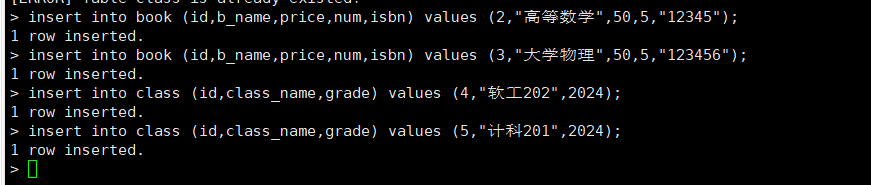 [ERROR] Table class is already existed.
> insert into book (id,b_name,price,num,isbn) values (2,"高等数学",50,5,"12345");
1 row inserted.
> insert into book (id,b_name,price,num,isbn) values (3,"大学物理",50,5,"123456");
1 row inserted.
> insert into class (id,class_name,grade) values (4,"软工202",2024);
1 row inserted.
> insert into class (id,class_name,grade) values (5,"计科201",2024);
1 row inserted.
>